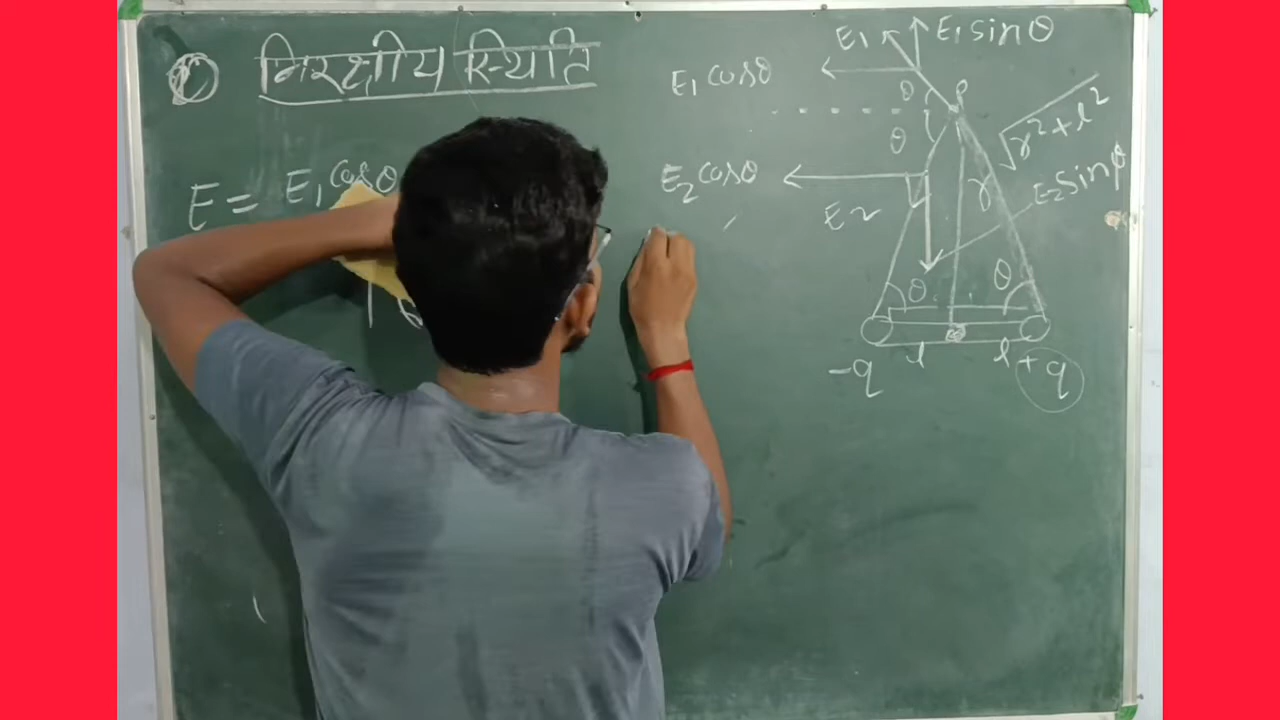 निरक्षीय स्थिति
E = E₁cosθ
E₁
E₁sinθ
E₁cosθ
θ
P
√r²+l²
θ
E₂cosθ
r
E₂sinθ
E₂
θ
θ
-q
l
l
+q